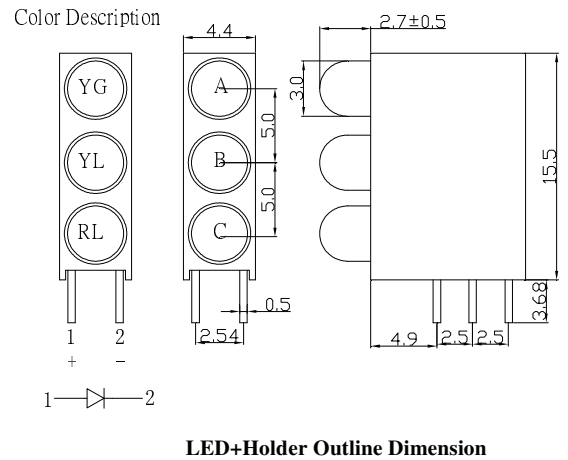 Color Description
4.4
2.7±0.5
YG
A
3.0
5.0
YL
B
15.5
5.0
RL
C
0.5
3.68
1 2
2.54
4.9 2.5 2.5
+ −
1 2
LED+Holder Outline Dimension